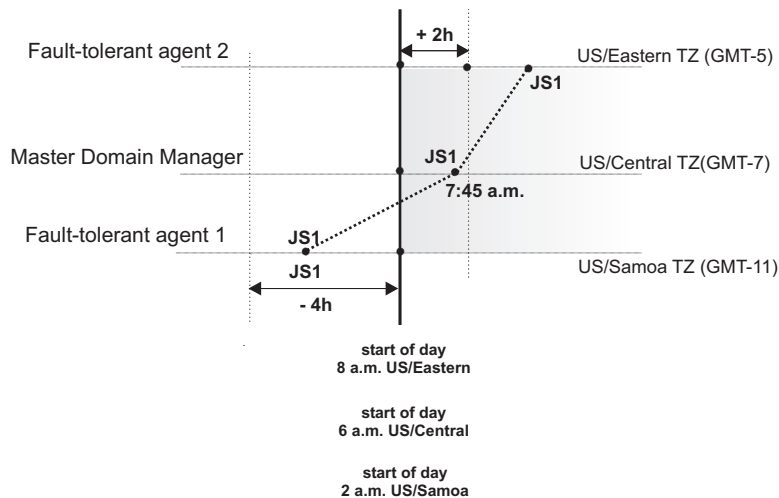 + 2h
Fault-tolerant agent 2
US/Eastern TZ (GMT-5)
JS1
Master Domain Manager
JS1
US/Central TZ(GMT-7)
7:45 a.m.
Fault-tolerant agent 1
JS1
JS1
US/Samoa TZ (GMT-11)
- 4h
start of day
8 a.m. US/Eastern
start of day
6 a.m. US/Central
start of day
2 a.m. US/Samoa